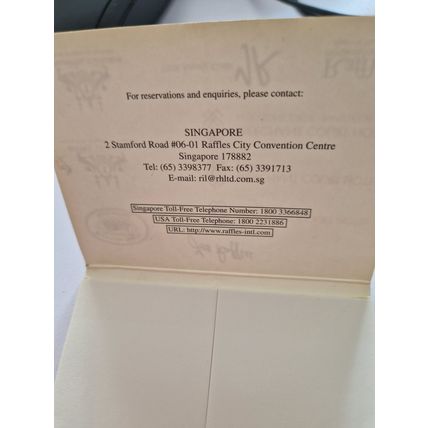 For reservations and enquiries, please contact:
SINGAPORE
2 Stamford Road #06-01 Raffles City Convention Centre
Singapore 178882
Tel: (65) 3398377 Fax: (65) 3391713
E-mail: ril@rhltd.com.sg
Singapore Toll-Free Telephone Number: 1800 3366848
USA Toll-Free Telephone: 1800 2231886
URL: http://www.raffles-intl.com